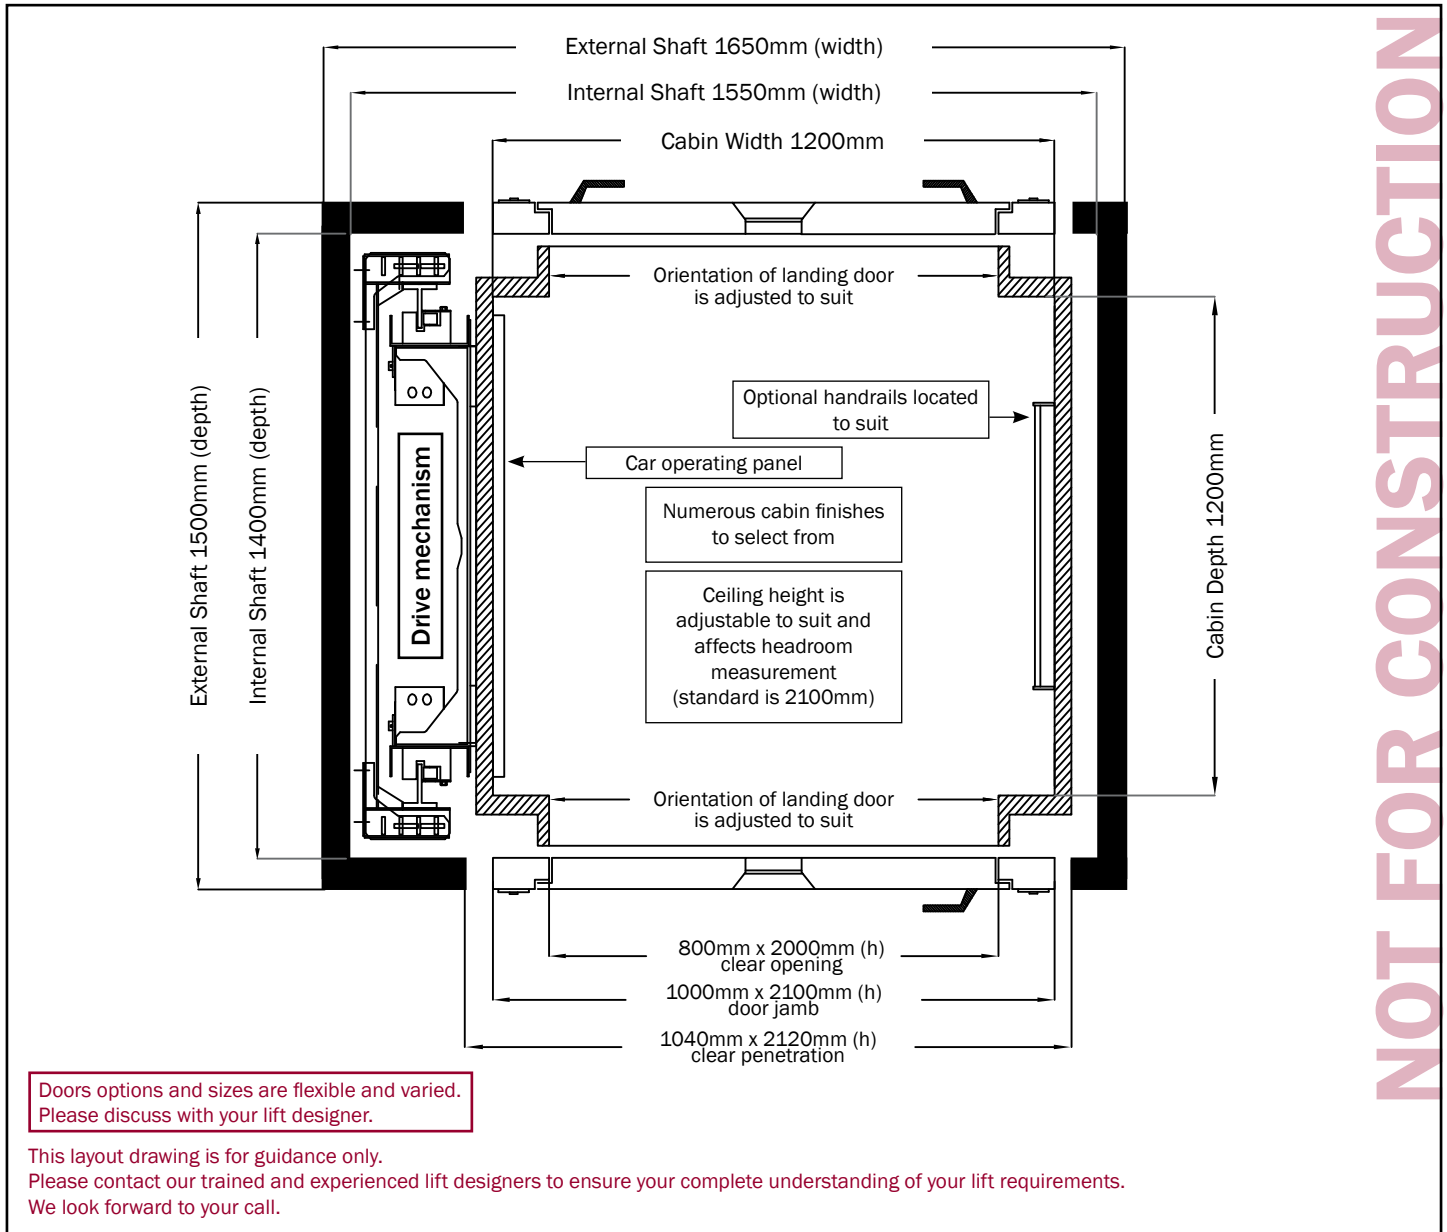 External Shaft 1650mm (width)
Internal Shaft 1550mm (width)
Cabin Width 1200mm
Orientation of landing door
is adjusted to suit
Optional handrails located
to suit
Car operating panel
Numerous cabin finishes
to select from
Ceiling height is
adjustable to suit and
affects headroom
measurement
(standard is 2100mm)
Orientation of landing door
is adjusted to suit
External Shaft 1500mm (depth)
Internal Shaft 1400mm (depth)
Drive mechanism
Cabin Depth 1200mm
800mm x 2000mm (h)
clear opening
1000mm x 2100mm (h)
door jamb
1040mm x 2120mm (h)
clear penetration
Doors options and sizes are flexible and varied.
Please discuss with your lift designer.
This layout drawing is for guidance only.
Please contact our trained and experienced lift designers to ensure your complete understanding of your lift requirements.
We look forward to your call.
NOT FOR CONSTRUCTION